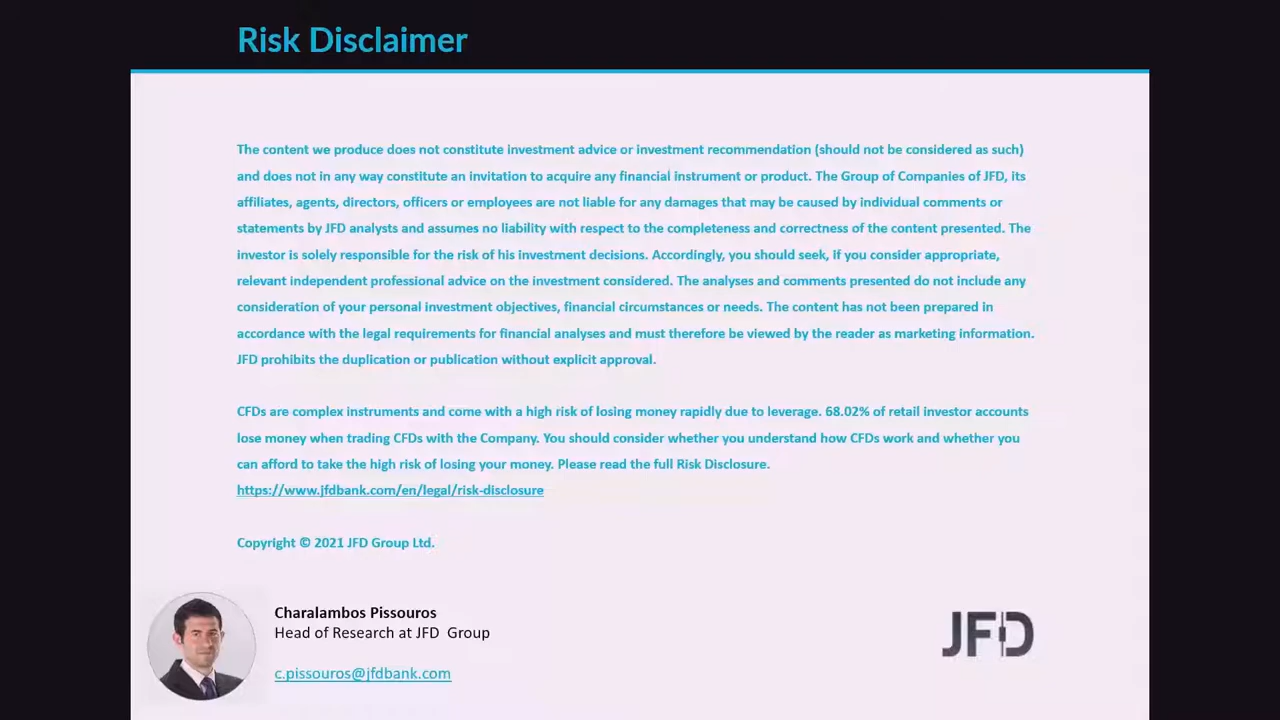 Risk Disclaimer
The content we produce does not constitute investment advice or investment recommendation (should not be considered as such)
and does not in any way constitute an invitation to acquire any financial instrument or product. The Group of Companies of JFD, its
affiliates, agents, directors, officers or employees are not liable for any damages that may be caused by individual comments or
statements by JFD analysts and assumes no liability with respect to the completeness and correctness of the content presented. The
investor is solely responsible for the risk of his investment decisions. Accordingly, you should seek, if you consider appropriate,
relevant independent professional advice on the investment considered. The analyses and comments presented do not include any
consideration of your personal investment objectives, financial circumstances or needs. The content has not been prepared in
accordance with the legal requirements for financial analyses and must therefore be viewed by the reader as marketing information.
JFD prohibits the duplication or publication without explicit approval.
CFDs are complex instruments and come with a high risk of losing money rapidly due to leverage. 68.02% of retail investor accounts
lose money when trading CFDs with the Company. You should consider whether you understand how CFDs work and whether you
can afford to take the high risk of losing your money. Please read the full Risk Disclosure.
https://www.jfdbank.com/en/legal/risk-disclosure
Copyright © 2021 JFD Group Ltd.
Charalambos Pissouros
Head of Research at JFD Group
c.pissouros@jfdbank.com
JFD